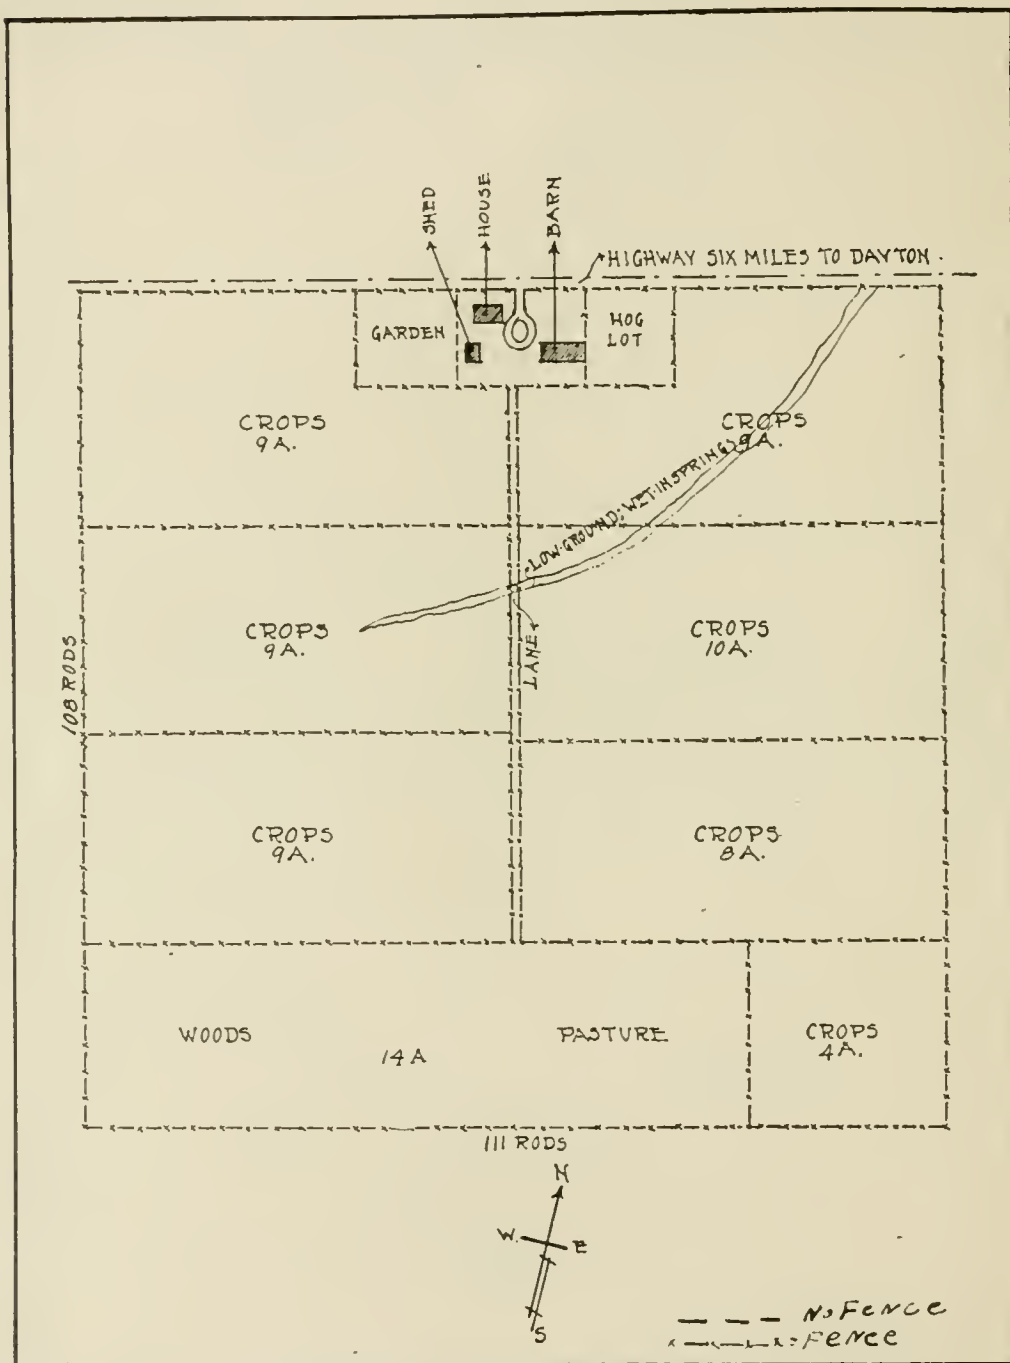 SHED
HOUSE
BARN
HIGHWAY SIX MILES TO DAYTON.
GARDEN
HOG
LOT
CROPS
9A.
CROPS
9A.
LOW GROUND: WET IN SPRING
CROPS
9A.
LANE
CROPS
10A.
108 RODS
CROPS
9A.
CROPS
8A.
WOODS
14A
PASTURE
CROPS
4A.
111 RODS
N
W.
E
S
No FENCE
FENCE